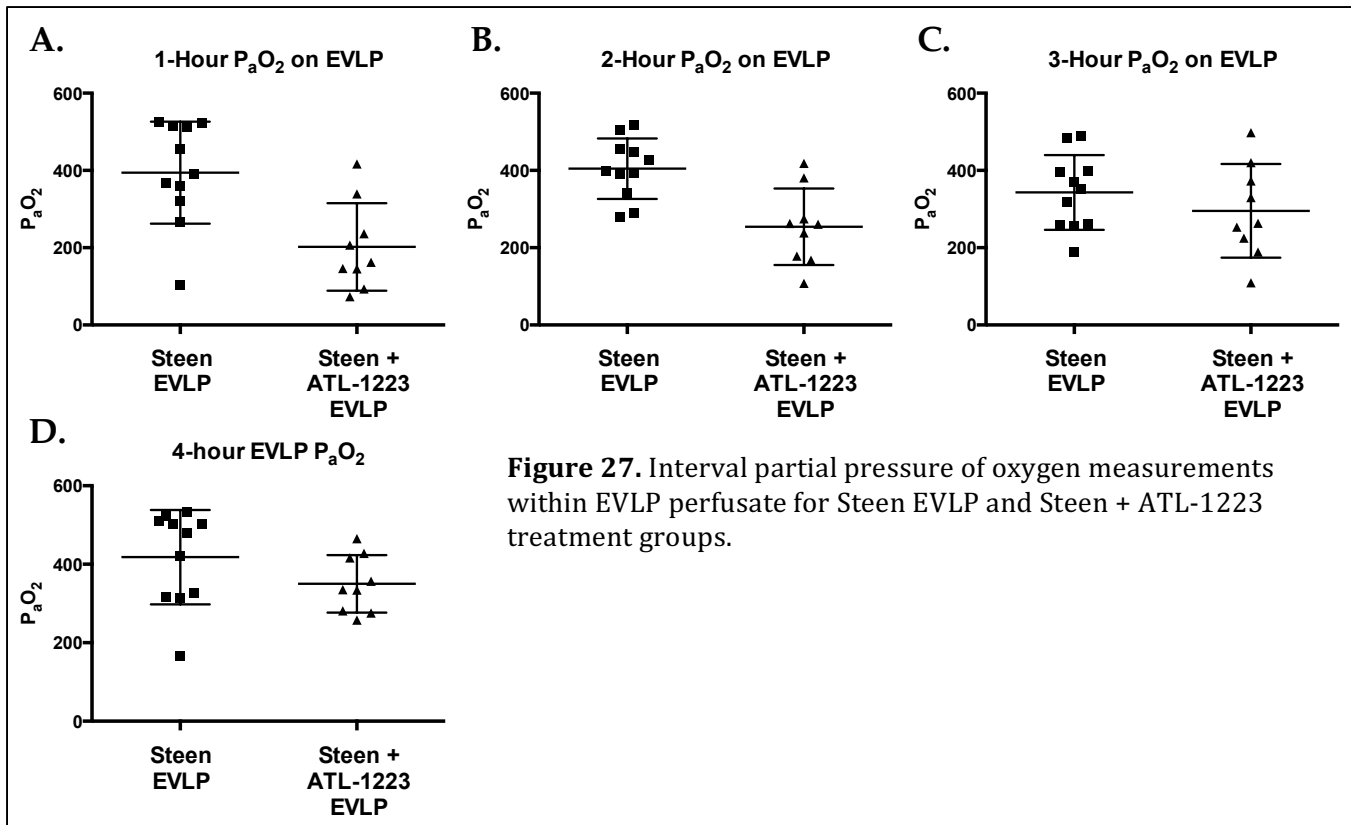 A.
1-Hour PaO2 on EVLP
PaO2
600
400
200
0
Steen
EVLP
Steen +
ATL-1223
EVLP
B.
2-Hour PaO2 on EVLP
PaO2
600
400
200
0
Steen
EVLP
Steen +
ATL-1223
EVLP
C.
3-Hour PaO2 on EVLP
PaO2
600
400
200
0
Steen
EVLP
Steen +
ATL-1223
EVLP
D.
4-hour EVLP PaO2
PaO2
600
400
200
0
Steen
EVLP
Steen +
ATL-1223
EVLP
Figure 27. Interval partial pressure of oxygen measurements
within EVLP perfusate for Steen EVLP and Steen + ATL-1223
treatment groups.